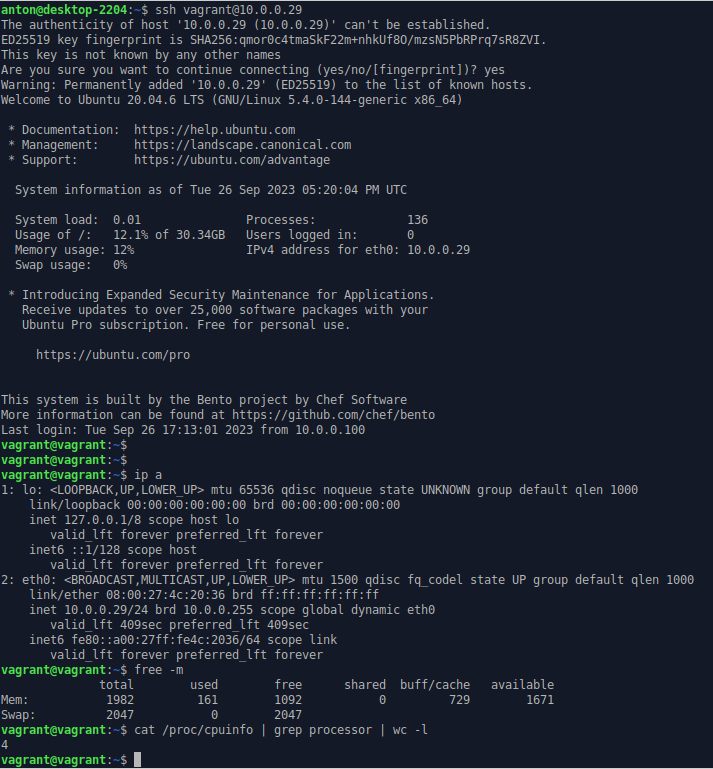 anton@desktop-2204:~$ ssh vagrant@10.0.0.29
The authenticity of host '10.0.0.29 (10.0.0.29)' can't be established.
ED25519 key fingerprint is SHA256:qmor0c4tmaSkF22m+nhkUf8O/mzsN5PbRPrq7sR8ZVI.
This key is not known by any other names
Are you sure you want to continue connecting (yes/no/[fingerprint])? yes
Warning: Permanently added '10.0.0.29' (ED25519) to the list of known hosts.
Welcome to Ubuntu 20.04.6 LTS (GNU/Linux 5.4.0-144-generic x86_64)

 * Documentation:  https://help.ubuntu.com
 * Management:     https://landscape.canonical.com
 * Support:        https://ubuntu.com/advantage

  System information as of Tue 26 Sep 2023 05:20:04 PM UTC

  System load:  0.01               Processes:             136
  Usage of /:   12.1% of 30.34GB   Users logged in:       0
  Memory usage: 12%                IPv4 address for eth0: 10.0.0.29
  Swap usage:   0%

 * Introducing Expanded Security Maintenance for Applications.
   Receive updates to over 25,000 software packages with your
   Ubuntu Pro subscription. Free for personal use.

     https://ubuntu.com/pro

This system is built by the Bento project by Chef Software
More information can be found at https://github.com/chef/bento
Last login: Tue Sep 26 17:13:01 2023 from 10.0.0.100
vagrant@vagrant:~$
vagrant@vagrant:~$
vagrant@vagrant:~$ ip a
1: lo: <LOOPBACK,UP,LOWER_UP> mtu 65536 qdisc noqueue state UNKNOWN group default qlen 1000
    link/loopback 00:00:00:00:00:00 brd 00:00:00:00:00:00
    inet 127.0.0.1/8 scope host lo
       valid_lft forever preferred_lft forever
    inet6 ::1/128 scope host
       valid_lft forever preferred_lft forever
2: eth0: <BROADCAST,MULTICAST,UP,LOWER_UP> mtu 1500 qdisc fq_codel state UP group default qlen 1000
    link/ether 08:00:27:4c:20:36 brd ff:ff:ff:ff:ff:ff
    inet 10.0.0.29/24 brd 10.0.0.255 scope global dynamic eth0
       valid_lft 409sec preferred_lft 409sec
    inet6 fe80::a00:27ff:fe4c:2036/64 scope link
       valid_lft forever preferred_lft forever
vagrant@vagrant:~$ free -m
              total        used        free      shared  buff/cache   available
Mem:           1982         161        1092           0         729        1671
Swap:          2047           0        2047
vagrant@vagrant:~$ cat /proc/cpuinfo | grep processor | wc -l
4
vagrant@vagrant:~$